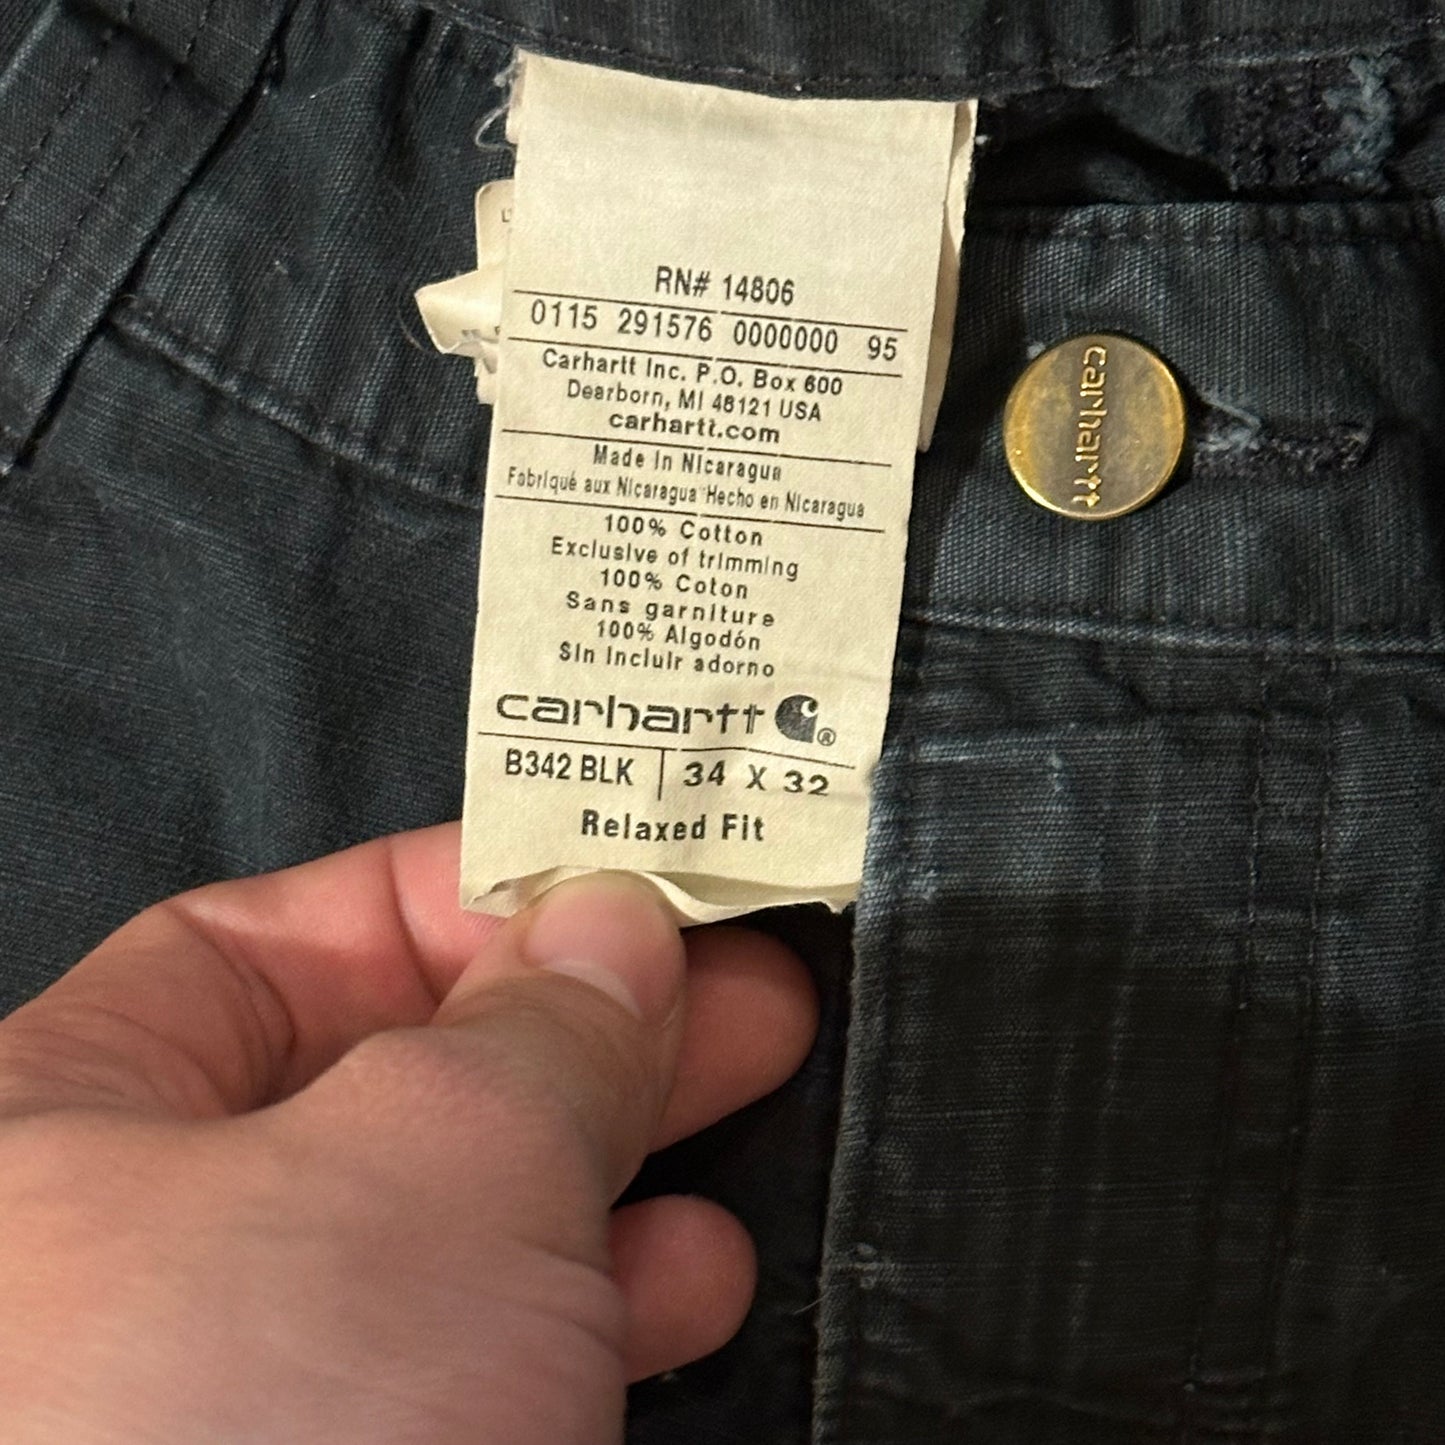 RN# 14806
0115 291576 0000000 95
Carhartt Inc. P.O. Box 600
Dearborn, MI 48121 USA
carhartt.com
Made in Nicaragua
Fabriqué aux Nicaragua Hecho en Nicaragua
100% Cotton
Exclusive of trimming
100% Coton
Sans garniture
100% Algodón
Sin incluir adorno
carhartt ®
B342 BLK 34 X 32
Relaxed Fit
carhartt